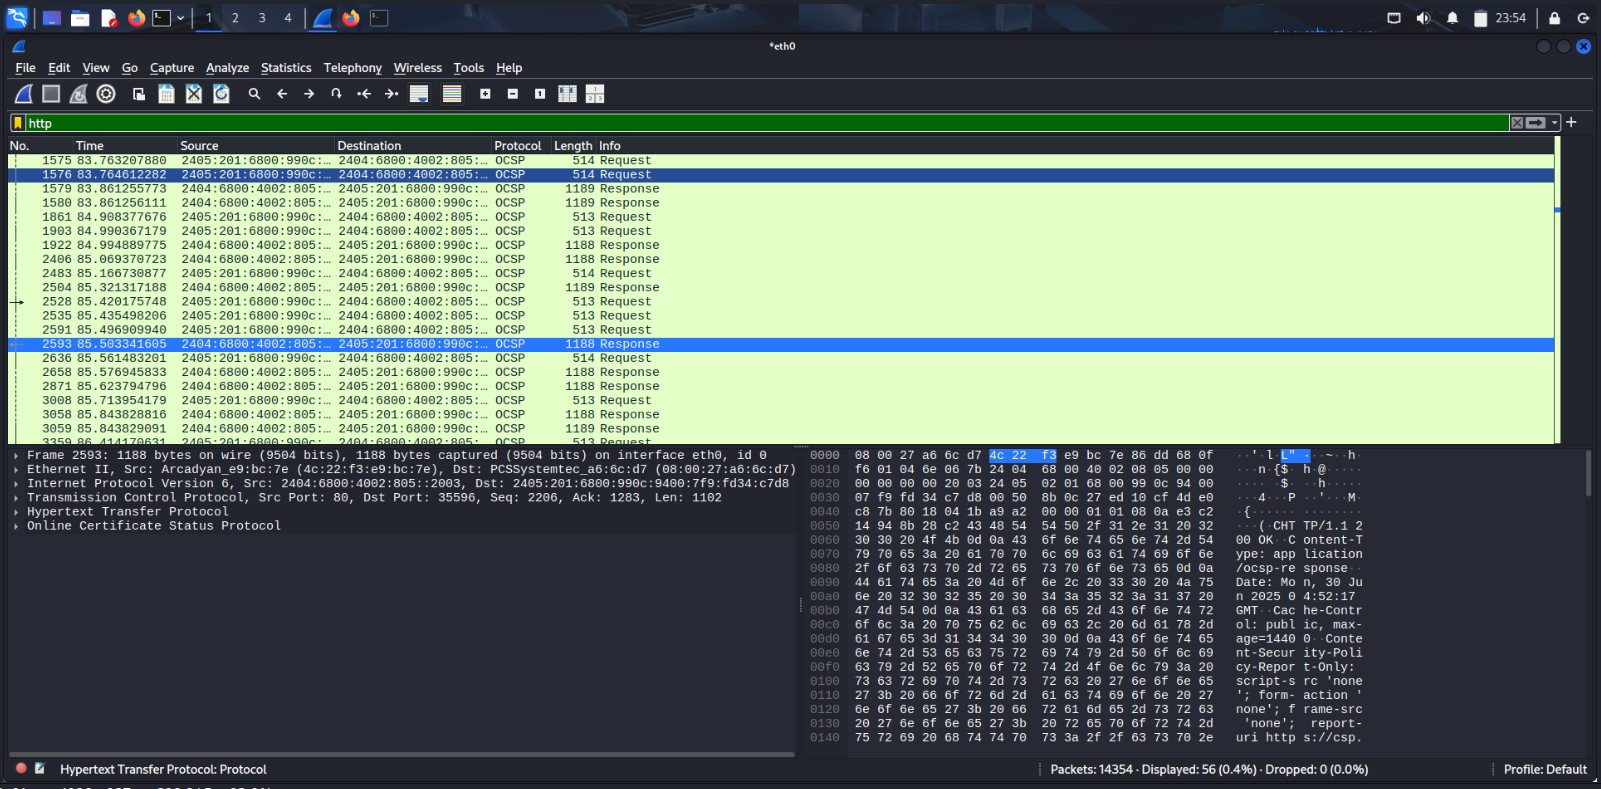 1 2 3 4 23:54
*eth0
File Edit View Go Capture Analyze Statistics Telephony Wireless Tools Help
http
No. Time Source Destination Protocol Length Info
1575 83.763207880 2405:201:6800:990c:… 2404:6800:4002:805:… OCSP 514 Request
1576 83.764612282 2405:201:6800:990c:… 2404:6800:4002:805:… OCSP 514 Request
1579 83.861255773 2404:6800:4002:805:… 2405:201:6800:990c:… OCSP 1189 Response
1580 83.861256111 2404:6800:4002:805:… 2405:201:6800:990c:… OCSP 1189 Response
1861 84.908377676 2405:201:6800:990c:… 2404:6800:4002:805:… OCSP 513 Request
1903 84.990367179 2405:201:6800:990c:… 2404:6800:4002:805:… OCSP 513 Request
1922 84.994889775 2404:6800:4002:805:… 2405:201:6800:990c:… OCSP 1188 Response
2406 85.069370723 2404:6800:4002:805:… 2405:201:6800:990c:… OCSP 1188 Response
2483 85.166730877 2405:201:6800:990c:… 2404:6800:4002:805:… OCSP 514 Request
2504 85.321317188 2404:6800:4002:805:… 2405:201:6800:990c:… OCSP 1189 Response
2528 85.420175748 2405:201:6800:990c:… 2404:6800:4002:805:… OCSP 513 Request
2535 85.435498206 2405:201:6800:990c:… 2404:6800:4002:805:… OCSP 513 Request
2591 85.496909940 2405:201:6800:990c:… 2404:6800:4002:805:… OCSP 513 Request
2593 85.503341605 2404:6800:4002:805:… 2405:201:6800:990c:… OCSP 1188 Response
2636 85.561483201 2405:201:6800:990c:… 2404:6800:4002:805:… OCSP 514 Request
2658 85.576945833 2404:6800:4002:805:… 2405:201:6800:990c:… OCSP 1188 Response
2871 85.623794796 2404:6800:4002:805:… 2405:201:6800:990c:… OCSP 1188 Response
3008 85.713954179 2405:201:6800:990c:… 2404:6800:4002:805:… OCSP 513 Request
3058 85.843828816 2404:6800:4002:805:… 2405:201:6800:990c:… OCSP 1188 Response
3059 85.843829091 2404:6800:4002:805:… 2405:201:6800:990c:… OCSP 1189 Response
3359 86.414170631 2405:201:6800:990c:… 2404:6800:4002:805:… OCSP 513 Request
Frame 2593: 1188 bytes on wire (9504 bits), 1188 bytes captured (9504 bits) on interface eth0, id 0
Ethernet II, Src: Arcadyan_e9:bc:7e (4c:22:f3:e9:bc:7e), Dst: PCSSystemtec_a6:6c:d7 (08:00:27:a6:6c:d7)
Internet Protocol Version 6, Src: 2404:6800:4002:805::2003, Dst: 2405:201:6800:990c:9400:7f9:fd34:c7d8
Transmission Control Protocol, Src Port: 80, Dst Port: 35596, Seq: 2206, Ack: 1283, Len: 1102
Hypertext Transfer Protocol
Online Certificate Status Protocol
0000 08 00 27 a6 6c d7 4c 22 f3 e9 bc 7e 86 dd 68 0f ··'·l·L" ···~··h·
0010 f6 01 04 6e 06 7b 24 04 68 00 40 02 08 05 00 00 ···n·{$· h·@·····
0020 00 00 00 00 20 03 24 05 02 01 68 00 99 0c 94 00 ···· ·$· ··h·····
0030 07 f9 fd 34 c7 d8 00 50 8b 0c 27 ed 10 cf 4d e0 ···4···P ··'···M·
0040 c8 7b 80 18 04 1b a9 a2 00 00 01 01 08 0a e3 c2 ·{······ ········
0050 14 94 8b 28 c2 43 48 54 54 50 2f 31 2e 31 20 32 ···(·CHT TP/1.1 2
0060 30 30 20 4f 4b 0d 0a 43 6f 6e 74 65 6e 74 2d 54 00 OK··C ontent-T
0070 79 70 65 3a 20 61 70 70 6c 69 63 61 74 69 6f 6e ype: app lication
0080 2f 6f 63 73 70 2d 72 65 73 70 6f 6e 73 65 0d 0a /ocsp-re sponse··
0090 44 61 74 65 3a 20 4d 6f 6e 2c 20 33 30 20 4a 75 Date: Mo n, 30 Ju
00a0 6e 20 32 30 32 35 20 30 34 3a 35 32 3a 31 37 20 n 2025 0 4:52:17
00b0 47 4d 54 0d 0a 43 61 63 68 65 2d 43 6f 6e 74 72 GMT··Cac he-Contr
00c0 6f 6c 3a 20 70 75 62 6c 69 63 2c 20 6d 61 78 2d ol: publ ic, max-
00d0 61 67 65 3d 31 34 34 30 30 0d 0a 43 6f 6e 74 65 age=1440 0··Conte
00e0 6e 74 2d 53 65 63 75 72 69 74 79 2d 50 6f 6c 69 nt-Secur ity-Poli
00f0 63 79 2d 52 65 70 6f 72 74 2d 4f 6e 6c 79 3a 20 cy-Repor t-Only:
0100 73 63 72 69 70 74 2d 73 72 63 20 27 6e 6f 6e 65 script-s rc 'none
0110 27 3b 20 66 6f 72 6d 2d 61 63 74 69 6f 6e 20 27 '; form- action '
0120 6e 6f 6e 65 27 3b 20 66 72 61 6d 65 2d 73 72 63 none'; f rame-src
0130 20 27 6e 6f 6e 65 27 3b 20 72 65 70 6f 72 74 2d 'none'; report-
0140 75 72 69 20 68 74 74 70 73 3a 2f 2f 63 73 70 2e uri http s://csp.
Hypertext Transfer Protocol: Protocol Packets: 14354 · Displayed: 56 (0.4%) · Dropped: 0 (0.0%) Profile: Default